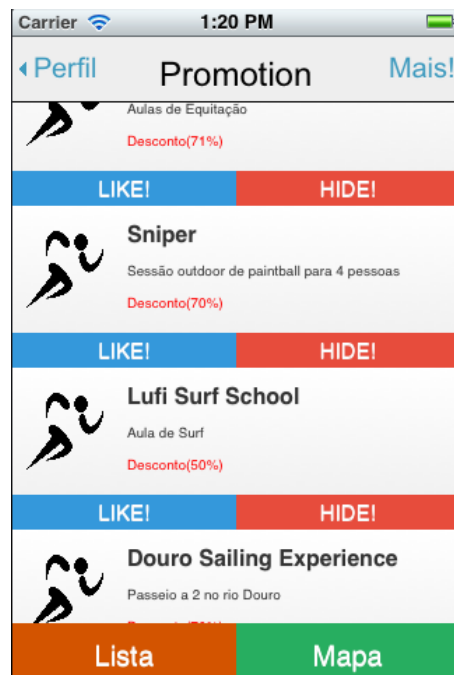 Carrier 1:20 PM
Perfil Promotion Mais!
Aulas de Equitação
Desconto(71%)
LIKE! HIDE!
Sniper
Sessão outdoor de paintball para 4 pessoas
Desconto(70%)
LIKE! HIDE!
Lufi Surf School
Aula de Surf
Desconto(50%)
LIKE! HIDE!
Douro Sailing Experience
Passeio a 2 no rio Douro
Lista Mapa